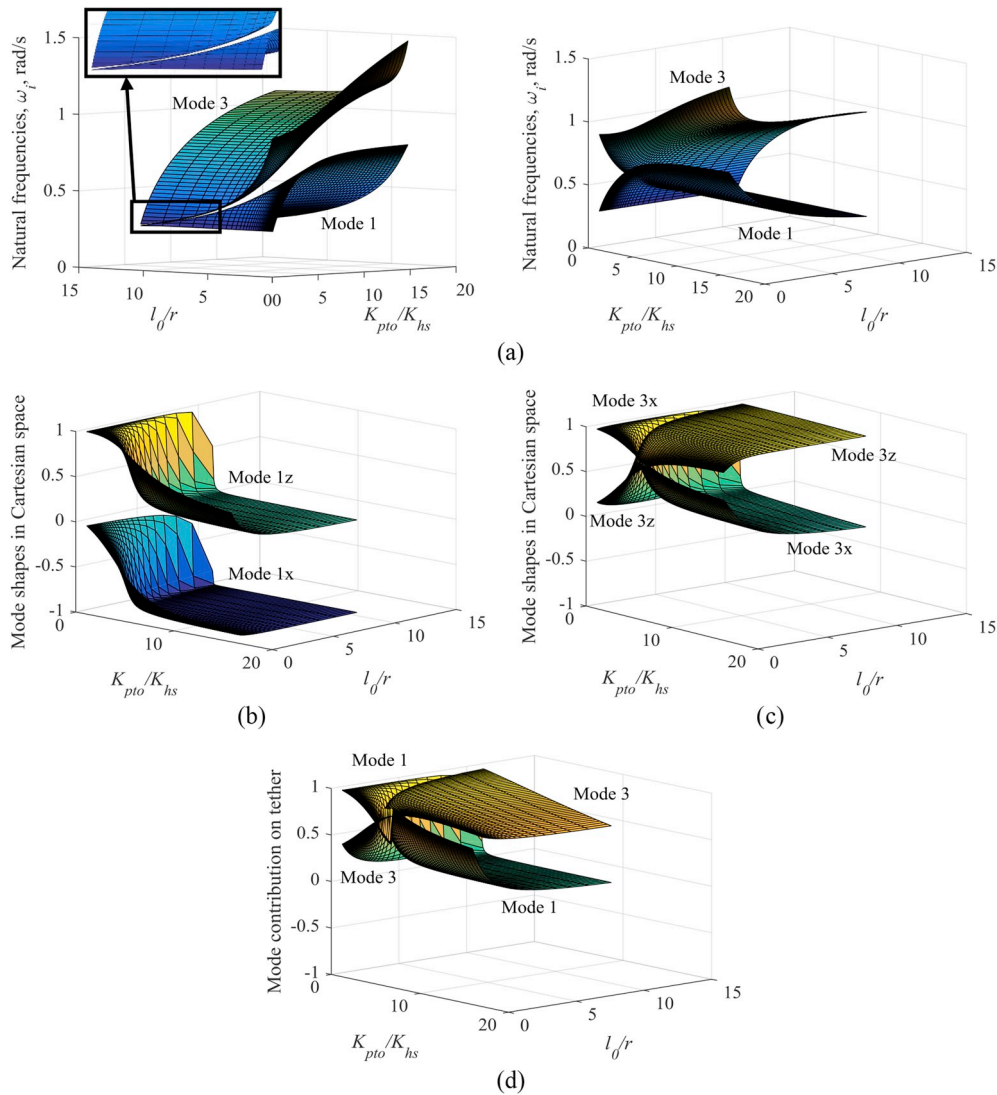 Natural frequencies, ω_i, rad/s
1.5
1
0.5
0
Mode 3
Mode 1
15
10
5
00
5
10
15
20
l_0/r
K_pto/K_hs
Natural frequencies, ω_i, rad/s
1.5
1
0.5
0
Mode 3
Mode 1
5
10
15
20
0
5
10
15
K_pto/K_hs
l_0/r
(a)
Mode shapes in Cartesian space
1
0.5
0
-0.5
-1
Mode 1z
Mode 1x
0
10
20
0
5
10
15
K_pto/K_hs
l_0/r
(b)
Mode shapes in Cartesian space
1
0.5
0
-0.5
-1
Mode 3x
Mode 3z
Mode 3z
Mode 3x
0
10
20
0
5
10
15
K_pto/K_hs
l_0/r
(c)
Mode contribution on tether
1
0.5
0
-0.5
-1
Mode 1
Mode 3
Mode 3
Mode 1
0
10
20
0
5
10
15
K_pto/K_hs
l_0/r
(d)